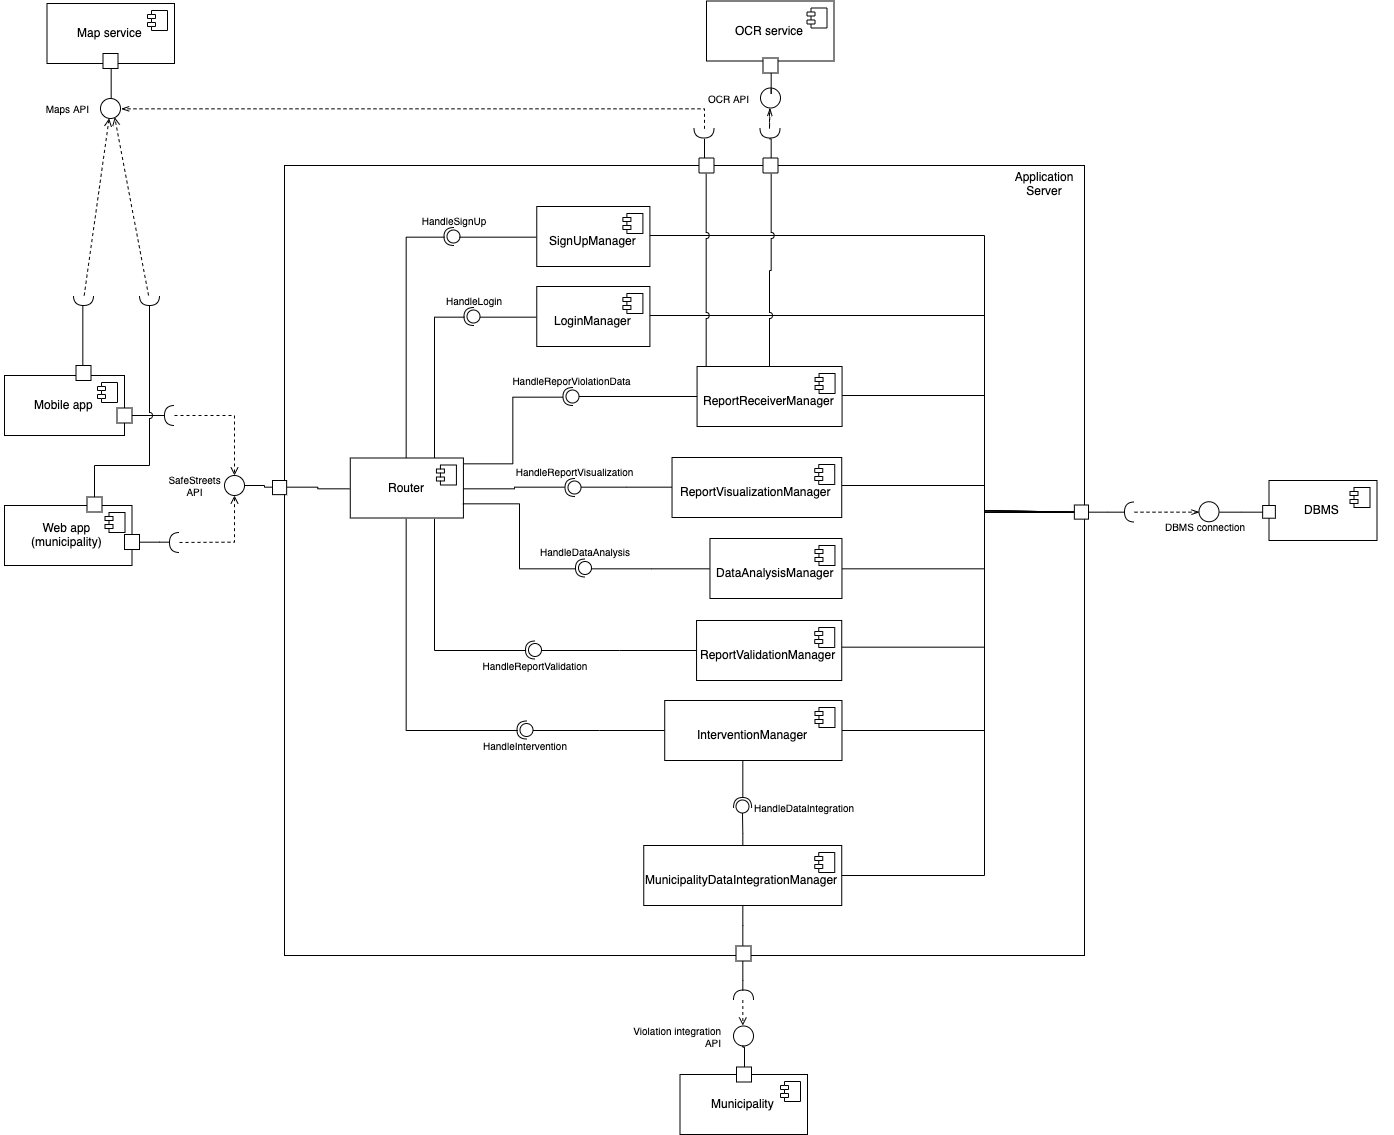 Map service
OCR service
Maps API
OCR API
Application
Server
HandleSignUp
SignUpManager
HandleLogin
LoginManager
HandleReporViolationData
ReportReceiverManager
Mobile app
HandleReportVisualization
ReportVisualizationManager
Router
SafeStreets
API
Web app
(municipality)
DBMS
DBMS connection
HandleDataAnalysis
DataAnalysisManager
ReportValidationManager
HandleReportValidation
InterventionManager
HandleIntervention
HandleDataIntegration
MunicipalityDataIntegrationManager
Violation integration
API
Municipality